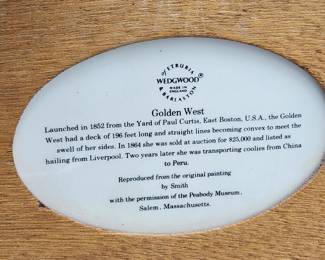 OF ETRURIA
WEDGWOOD®
MADE IN
ENGLAND
& BARLASTON
Golden West
Launched in 1852 from the Yard of Paul Curtis, East Boston, U.S.A., the Golden
West had a deck of 196 feet long and straight lines becoming convex to meet the
swell of her sides. In 1864 she was sold at auction for $25,000 and listed as
hailing from Liverpool. Two years later she was transporting coolies from China
to Peru.
Reproduced from the original painting
by Smith
with the permission of the Peabody Museum,
Salem, Massachusetts.